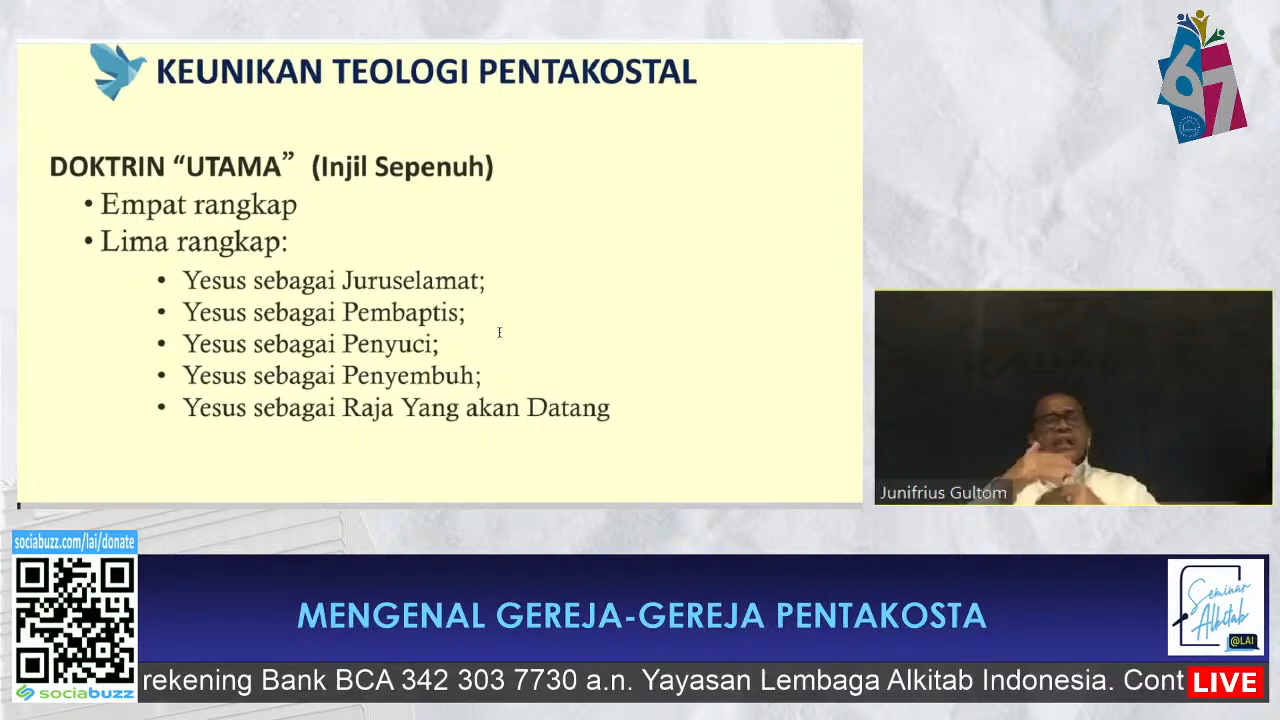 KEUNIKAN TEOLOGI PENTAKOSTAL
DOKTRIN “UTAMA” (Injil Sepenuh)
• Empat rangkap
• Lima rangkap:
• Yesus sebagai Juruselamat;
• Yesus sebagai Pembaptis;
• Yesus sebagai Penyuci;
• Yesus sebagai Penyembuh;
• Yesus sebagai Raja Yang akan Datang
67
Junifrius Gultom
sociabuzz.com/lai/donate
sociabuzz
MENGENAL GEREJA-GEREJA PENTAKOSTA
Seminar
Alkitab
@LAI
rekening Bank BCA 342 303 7730 a.n. Yayasan Lembaga Alkitab Indonesia. Cont
LIVE